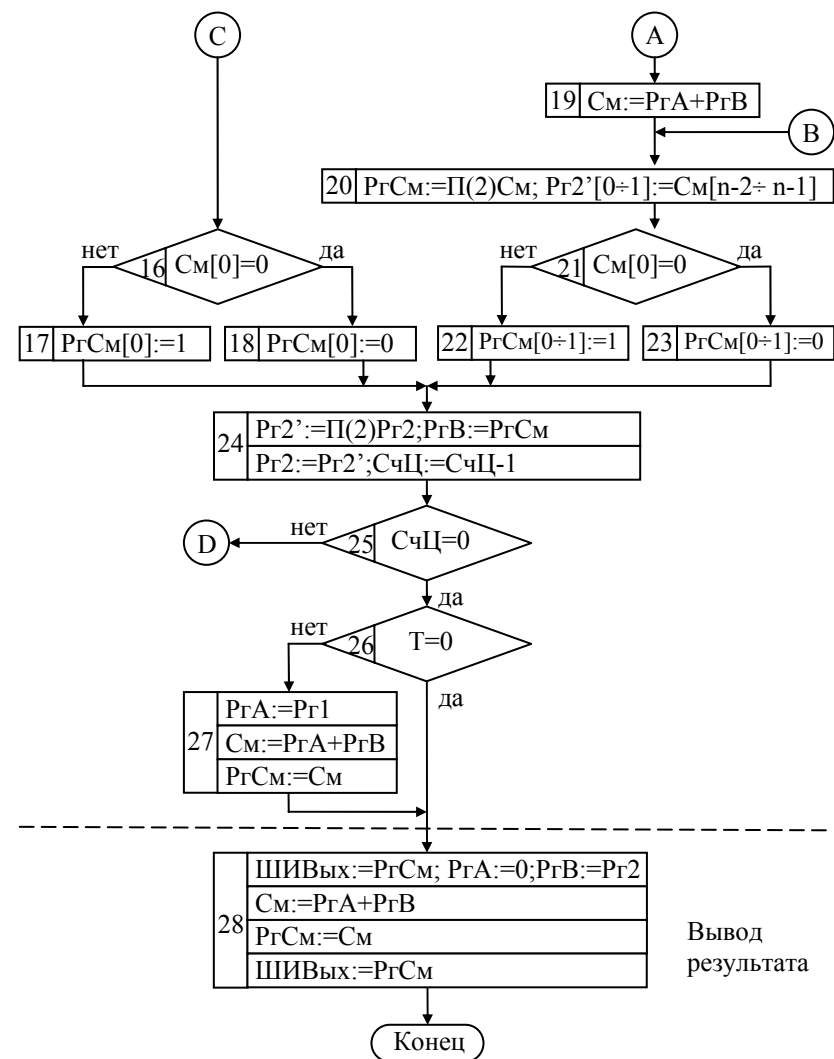 C
A
19 См:=РгА+РгВ
B
20 РгСм:=П(2)См; Рг2’[0÷1]:=См[n-2÷ n-1]
нет
16
См[0]=0
да
нет
21
См[0]=0
да
17 РгСм[0]:=1
18 РгСм[0]:=0
22 РгСм[0÷1]:=1
23 РгСм[0÷1]:=0
24
Рг2’:=П(2)Рг2;РгВ:=РгСм
Рг2:=Рг2’;СчЦ:=СчЦ-1
D
нет
25
СчЦ=0
да
нет
26
Т=0
да
27
РгА:=Рг1
См:=РгА+РгВ
РгСм:=См
28
ШИВых:=РгСм; РгА:=0;РгВ:=Рг2
См:=РгА+РгВ
РгСм:=См
ШИВых:=РгСм
Вывод
результата
Конец